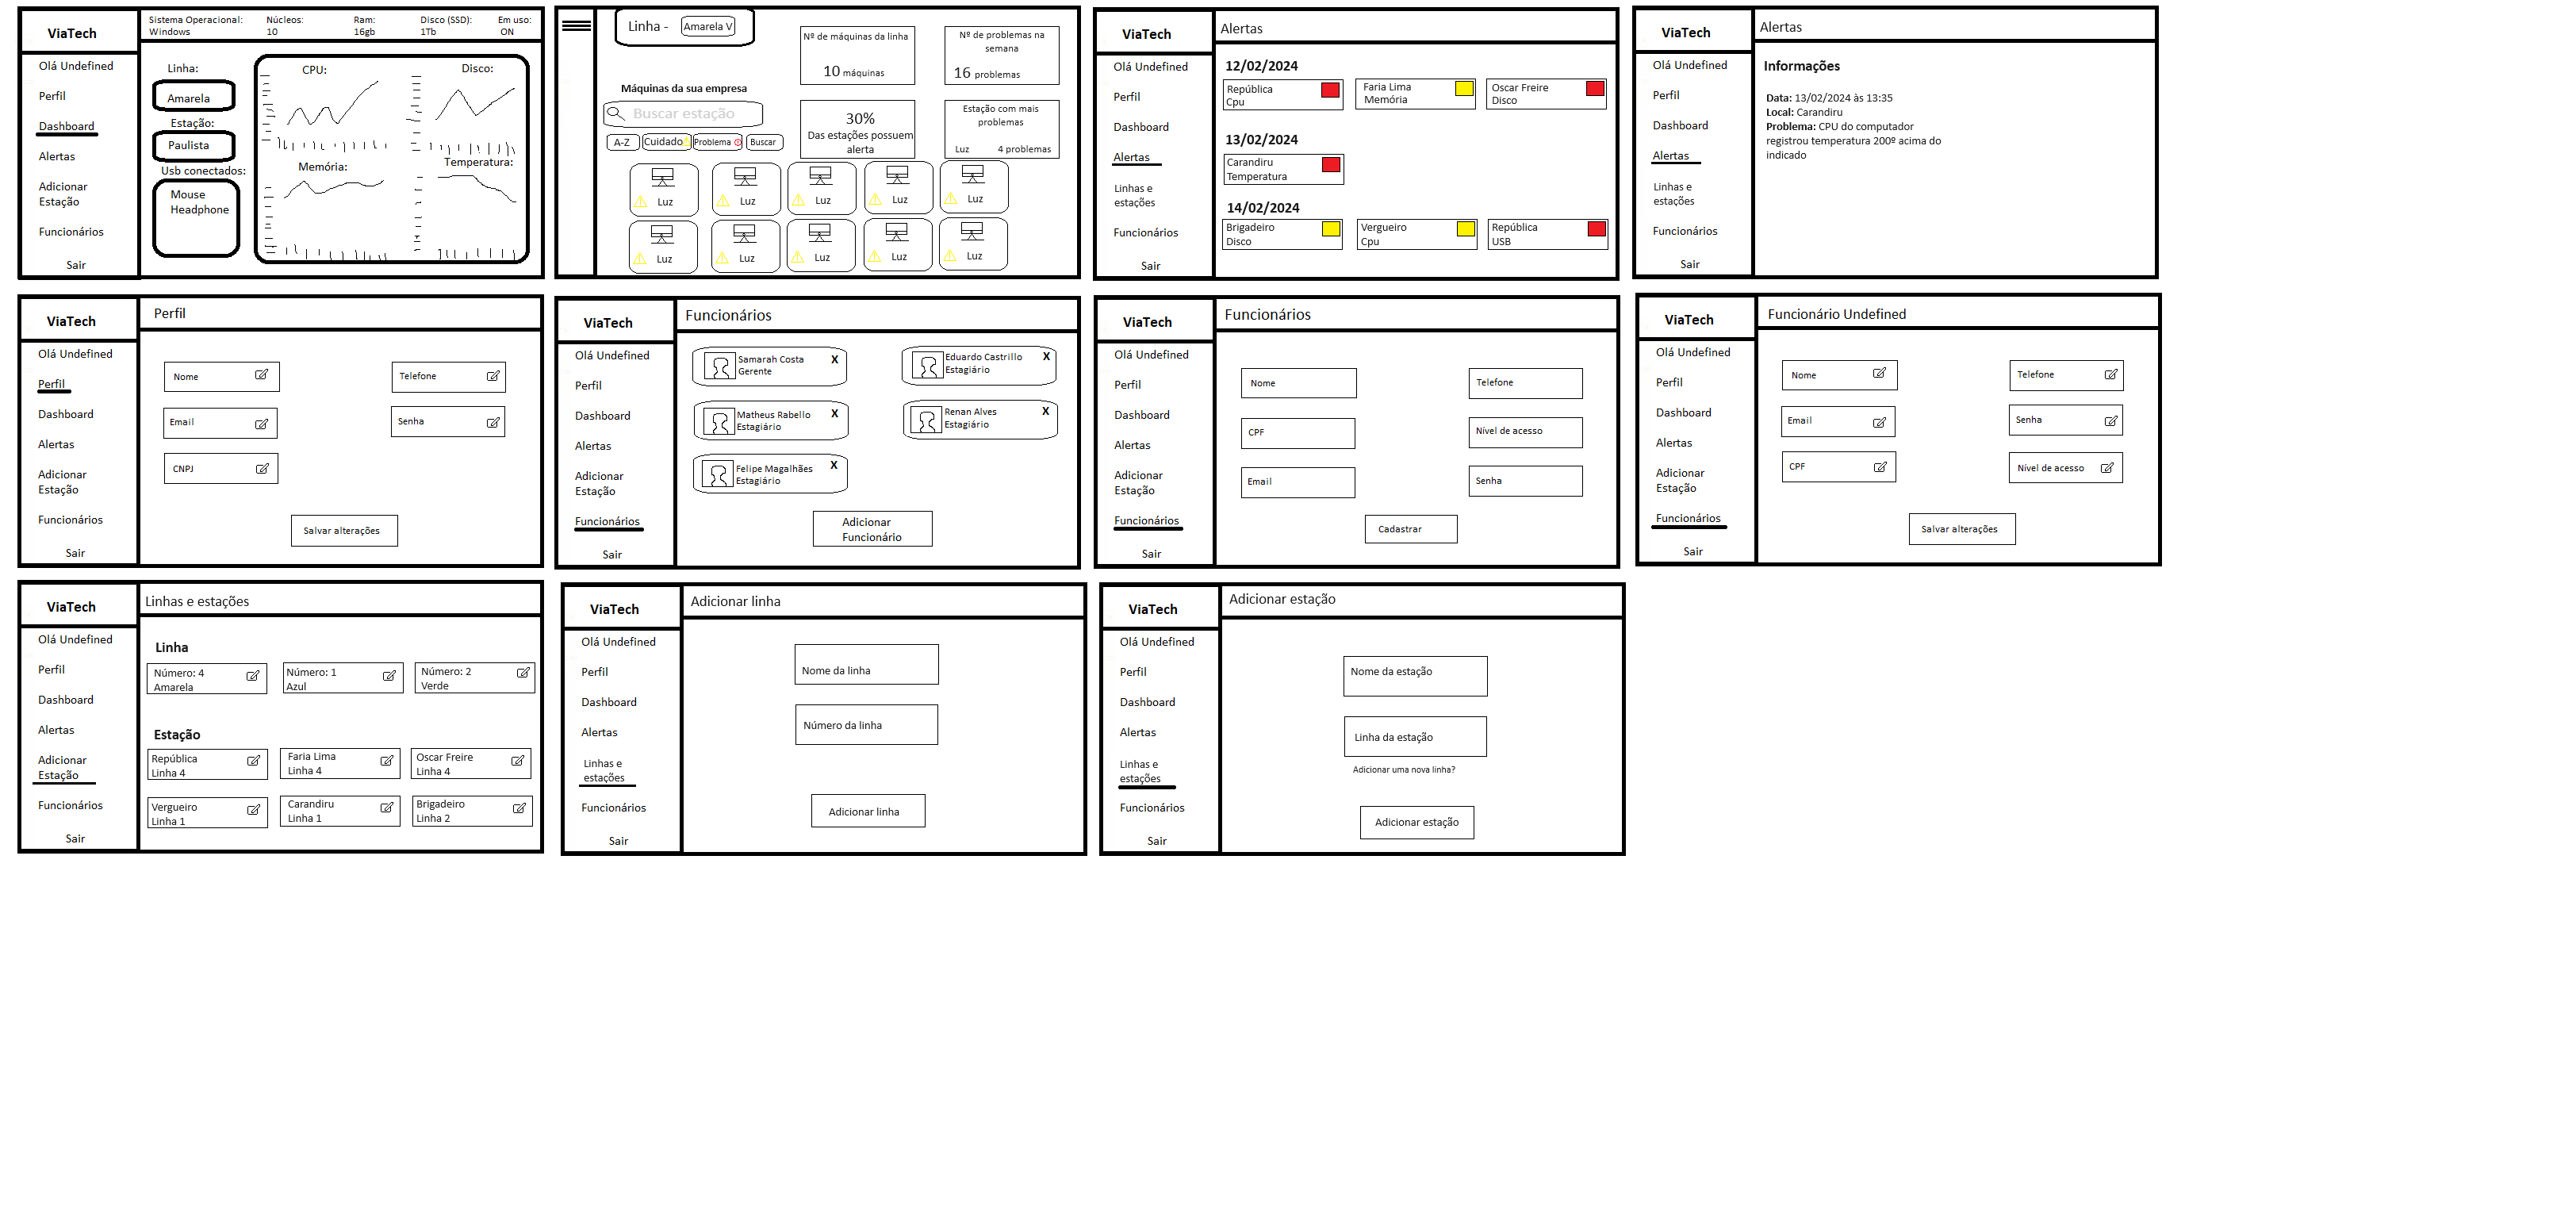 ViaTech
Olá Undefined
Perfil
Dashboard
Alertas
Adicionar
Estação
Funcionários
Sair
Sistema Operacional:
Windows
Núcleos:
10
Ram:
16gb
Disco (SSD):
1Tb
Em uso:
ON
Linha:
Amarela
Estação:
Paulista
Usb conectados:
Mouse
Headphone
CPU:
Disco:
Memória:
Temperatura:
Linha -
Amarela V
Nº de máquinas da linha
10 máquinas
Nº de problemas na
semana
16 problemas
Máquinas da sua empresa
Buscar estação
A-Z
Cuidado
Problema
Buscar
30%
Das estações possuem
alerta
Estação com mais
problemas
Luz 4 problemas
Luz
Luz
Luz
Luz
Luz
Luz
Luz
Luz
Luz
Luz
ViaTech
Olá Undefined
Perfil
Dashboard
Alertas
Linhas e
estações
Funcionários
Sair
Alertas
12/02/2024
República
Cpu
Faria Lima
Memória
Oscar Freire
Disco
13/02/2024
Carandiru
Temperatura
14/02/2024
Brigadeiro
Disco
Vergueiro
Cpu
República
USB
ViaTech
Olá Undefined
Perfil
Dashboard
Alertas
Linhas e
estações
Funcionários
Sair
Alertas
Informações
Data: 13/02/2024 às 13:35
Local: Carandiru
Problema: CPU do computador
registrou temperatura 200º acima do
indicado
ViaTech
Olá Undefined
Perfil
Dashboard
Alertas
Adicionar
Estação
Funcionários
Sair
Perfil
Nome
Telefone
Email
Senha
CNPJ
Salvar alterações
ViaTech
Olá Undefined
Perfil
Dashboard
Alertas
Adicionar
Estação
Funcionários
Sair
Funcionários
Samarah Costa X
Gerente
Eduardo Castrillo X
Estagiário
Matheus Rabello X
Estagiário
Renan Alves X
Estagiário
Felipe Magalhães X
Estagiário
Adicionar
Funcionário
ViaTech
Olá Undefined
Perfil
Dashboard
Alertas
Adicionar
Estação
Funcionários
Sair
Funcionários
Nome
Telefone
CPF
Nível de acesso
Email
Senha
Cadastrar
ViaTech
Olá Undefined
Perfil
Dashboard
Alertas
Adicionar
Estação
Funcionários
Sair
Funcionário Undefined
Nome
Telefone
Email
Senha
CPF
Nível de acesso
Salvar alterações
ViaTech
Olá Undefined
Perfil
Dashboard
Alertas
Adicionar
Estação
Funcionários
Sair
Linhas e estações
Linha
Número: 4
Amarela
Número: 1
Azul
Número: 2
Verde
Estação
República
Linha 4
Faria Lima
Linha 4
Oscar Freire
Linha 4
Vergueiro
Linha 1
Carandiru
Linha 1
Brigadeiro
Linha 2
ViaTech
Olá Undefined
Perfil
Dashboard
Alertas
Linhas e
estações
Funcionários
Sair
Adicionar linha
Nome da linha
Número da linha
Adicionar linha
ViaTech
Olá Undefined
Perfil
Dashboard
Alertas
Linhas e
estações
Funcionários
Sair
Adicionar estação
Nome da estação
Linha da estação
Adicionar uma nova linha?
Adicionar estação